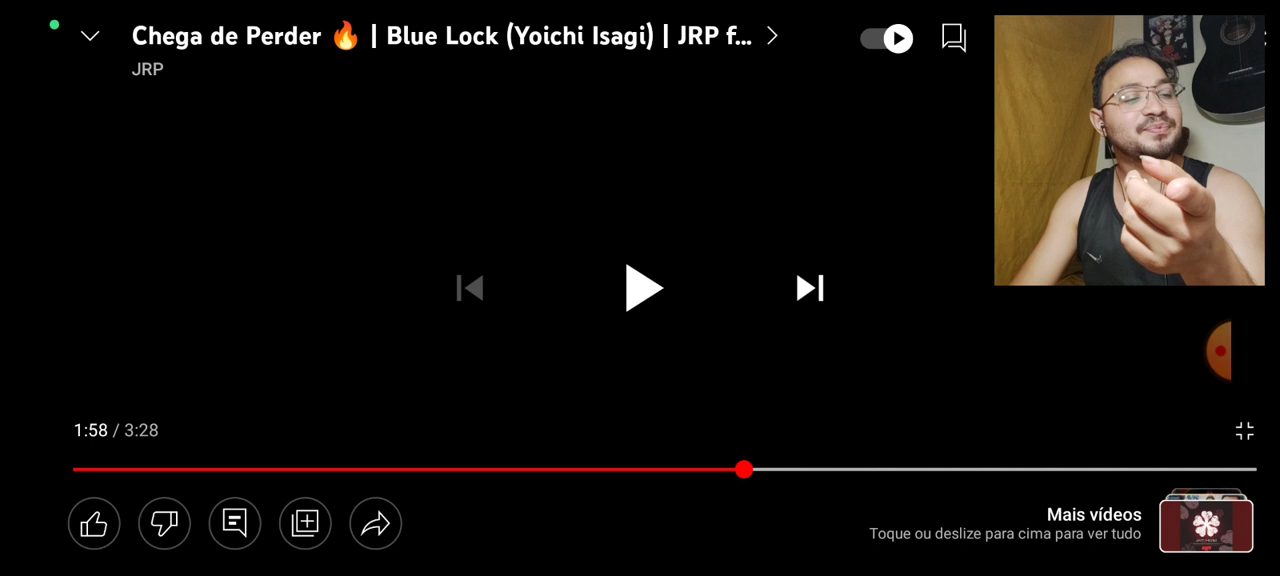 Chega de Perder 🔥 | Blue Lock (Yoichi Isagi) | JRP f...
JRP
1:58 / 3:28
Mais vídeos
Toque ou deslize para cima para ver tudo